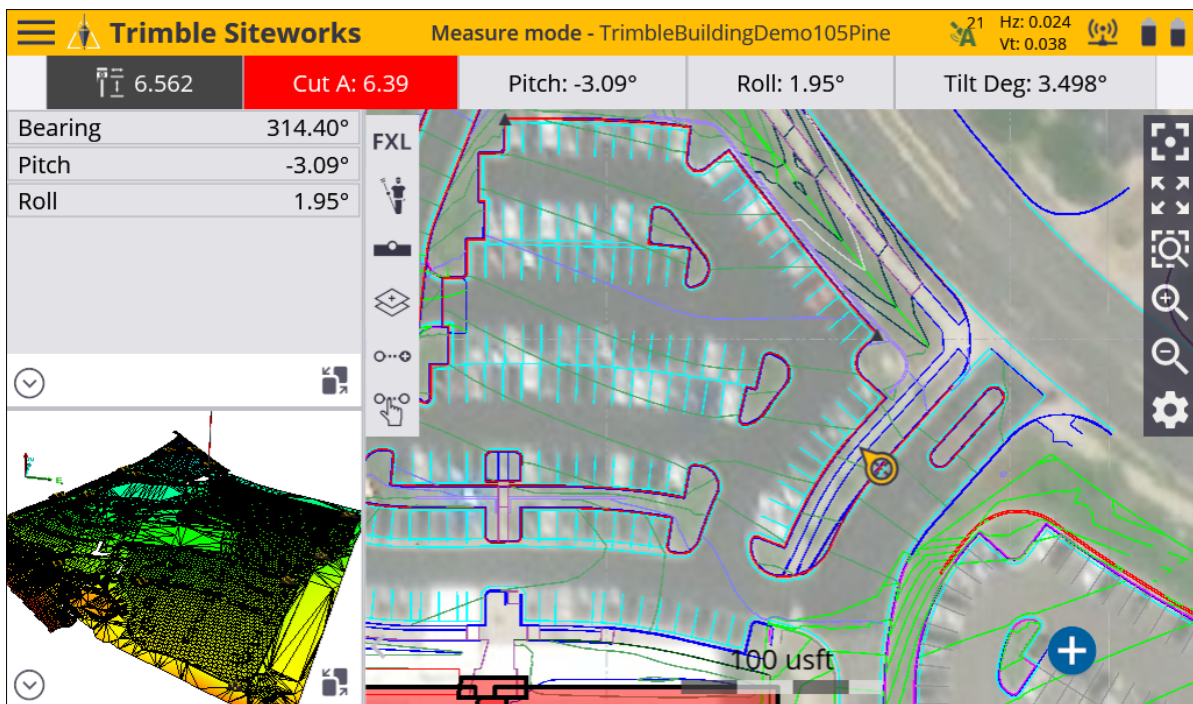 Trimble Siteworks
Measure mode - TrimbleBuildingDemo105Pine
21
Hz: 0.024
Vt: 0.038
6.562
Cut A: 6.39
Pitch: -3.09°
Roll: 1.95°
Tilt Deg: 3.498°
Bearing 314.40°
Pitch -3.09°
Roll 1.95°
FXL
100 usft